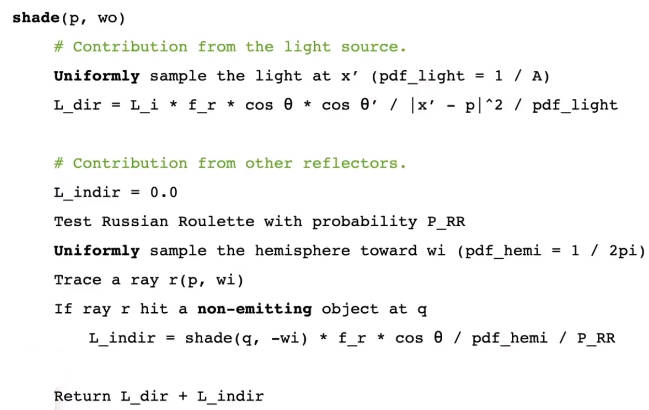 shade(p, wo)
# Contribution from the light source.
Uniformly sample the light at x′ (pdf_light = 1 / A)
L_dir = L_i * f_r * cos θ * cos θ′ / |x′ - p|^2 / pdf_light
# Contribution from other reflectors.
L_indir = 0.0
Test Russian Roulette with probability P_RR
Uniformly sample the hemisphere toward wi (pdf_hemi = 1 / 2pi)
Trace a ray r(p, wi)
If ray r hit a non-emitting object at q
L_indir = shade(q, -wi) * f_r * cos θ / pdf_hemi / P_RR
Return L_dir + L_indir